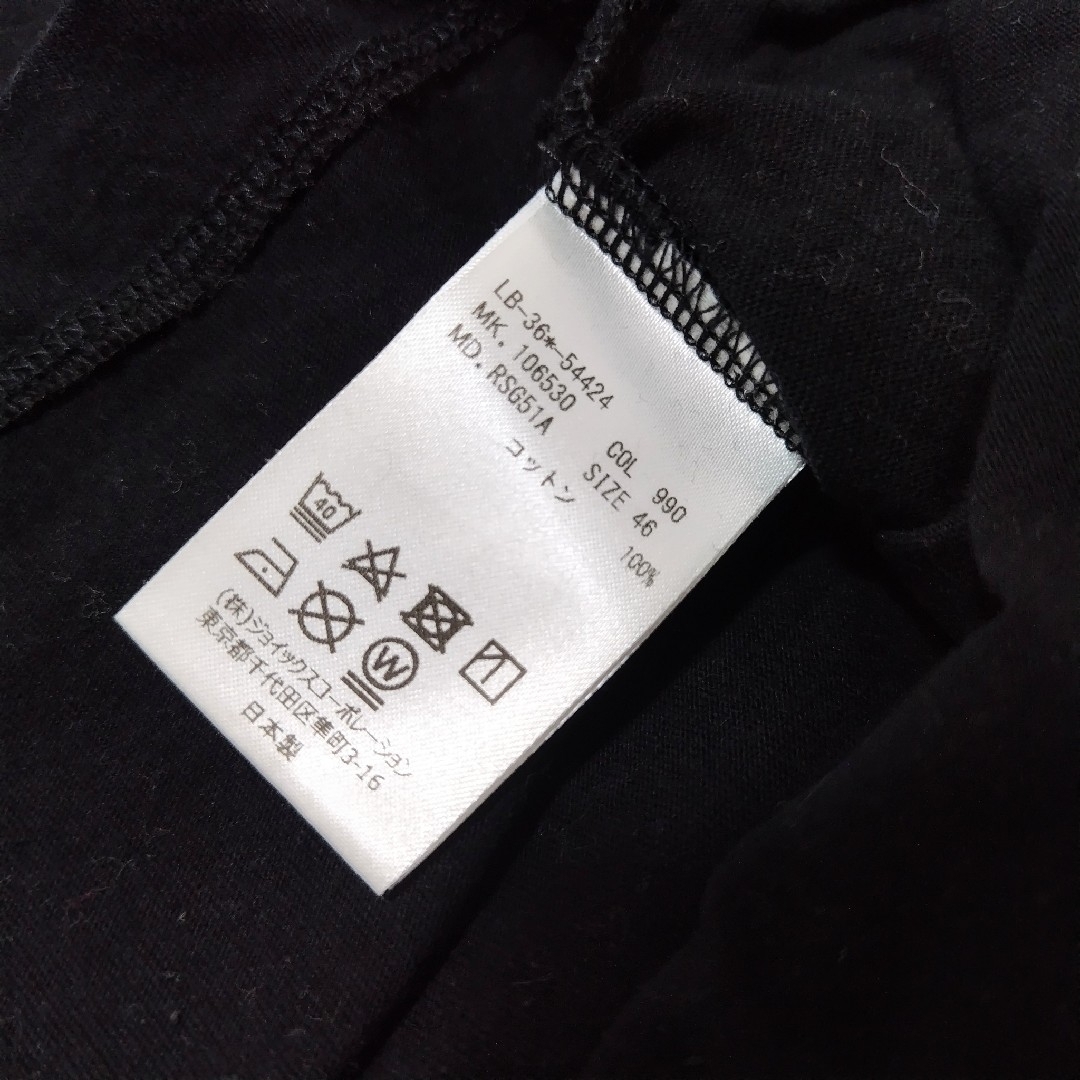 LB-36*-54424
MK. 106530 COL 990
MD. RSG51A SIZE 46
コットン 100%
40
W
(株)ジョイックスコーポレーション
東京都千代田区隼町3-16
日本製